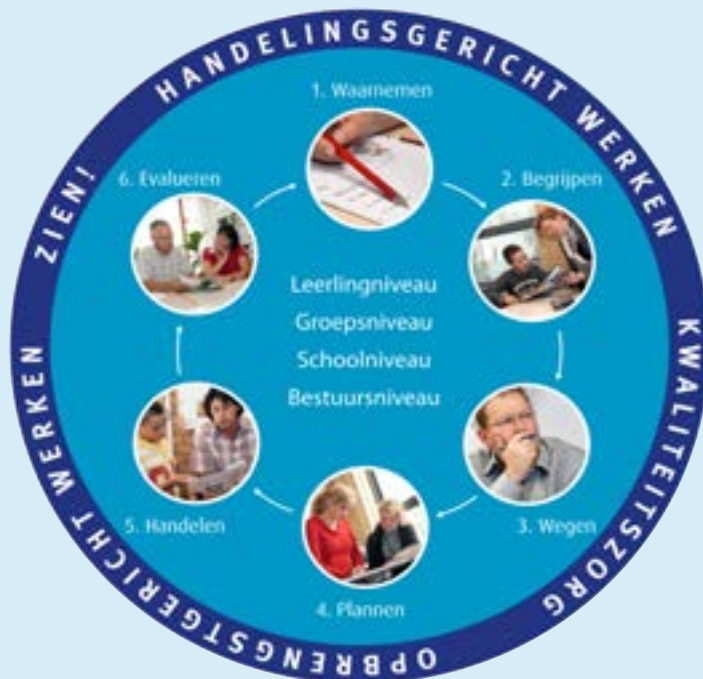 HANDELINGSGERICHT WERKEN
KWALITEITSZORG
OPBRENGSTGERICHT WERKEN
ZIEN!
1. Waarnemen
2. Begrijpen
3. Wegen
4. Plannen
5. Handelen
6. Evalueren
Leerlingniveau
Groepsniveau
Schoolniveau
Bestuursniveau